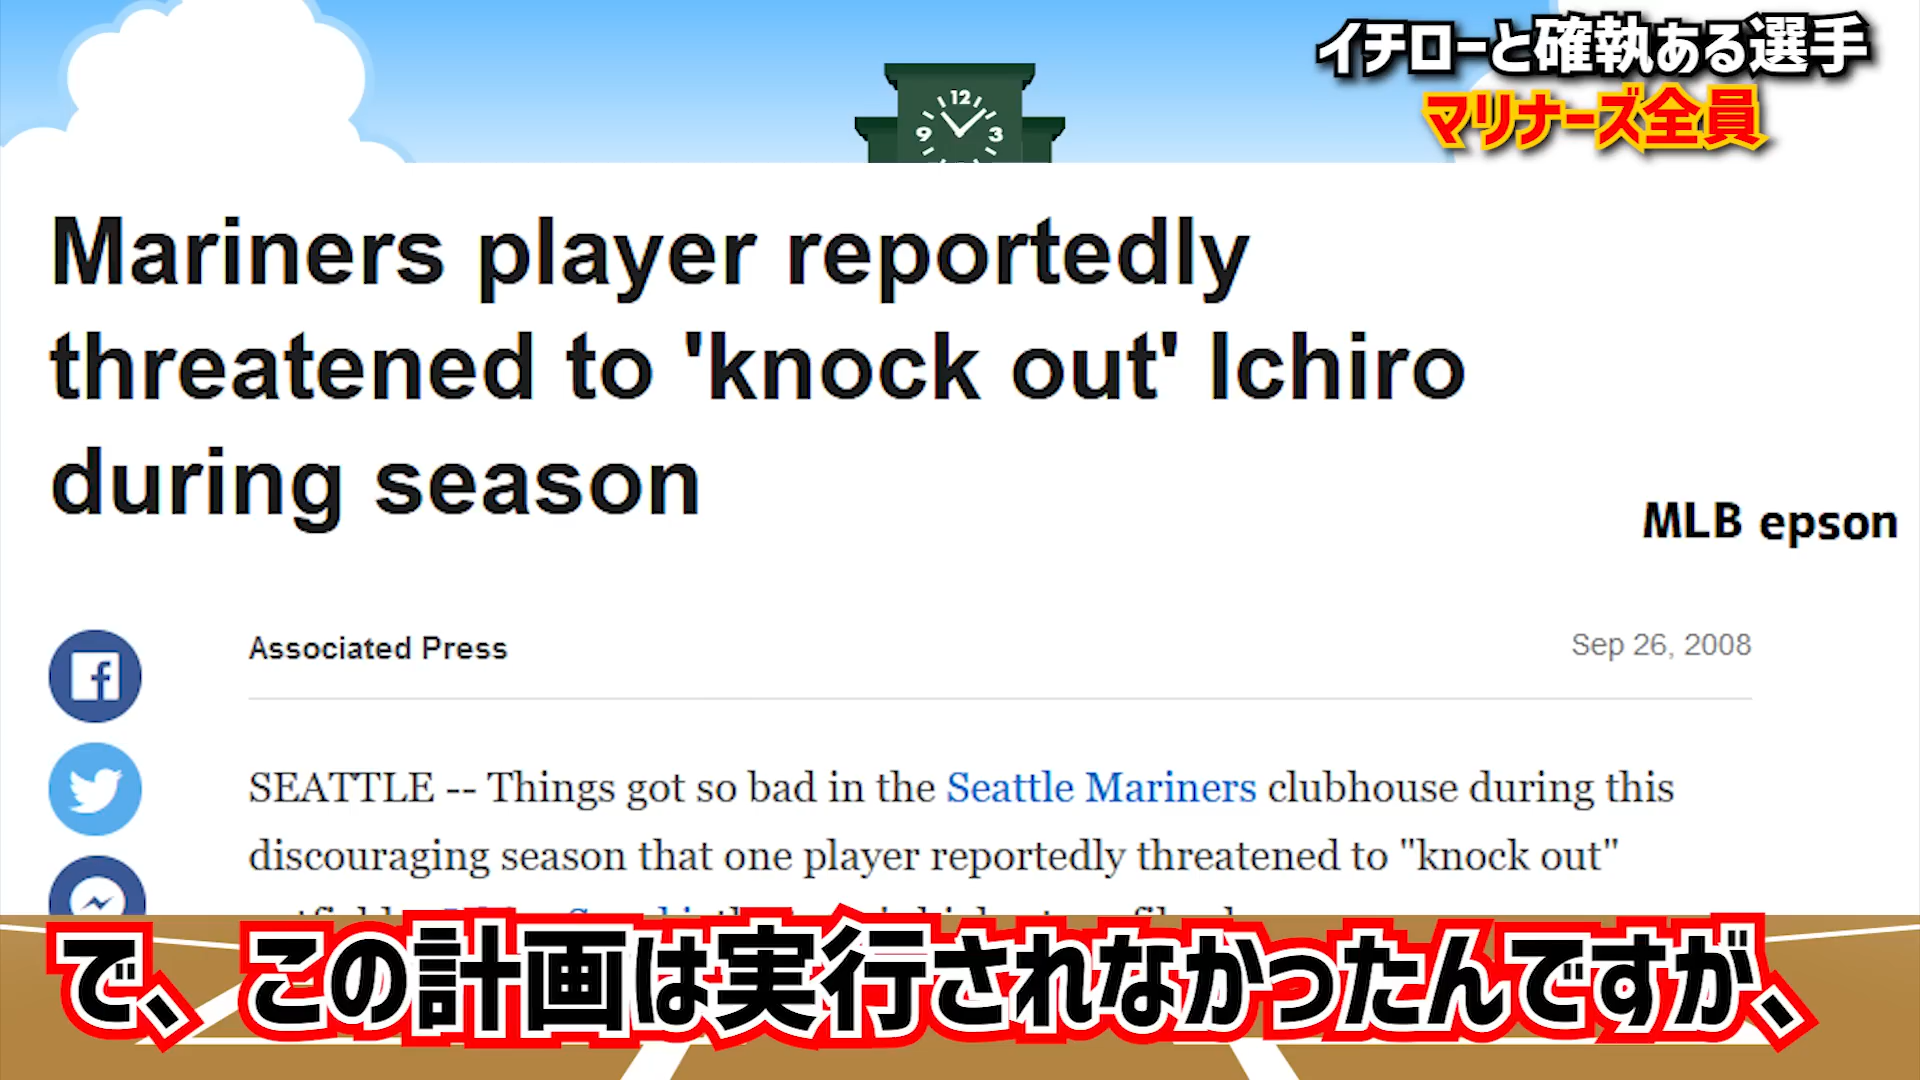 イチローと確執ある選手
マリナーズ全員
12
9 3
Mariners player reportedly
threatened to 'knock out' Ichiro
during season
MLB epson
Associated Press
Sep 26, 2008
SEATTLE -- Things got so bad in the Seattle Mariners clubhouse during this
discouraging season that one player reportedly threatened to "knock out"
で、この計画は実行されなかったんですが、